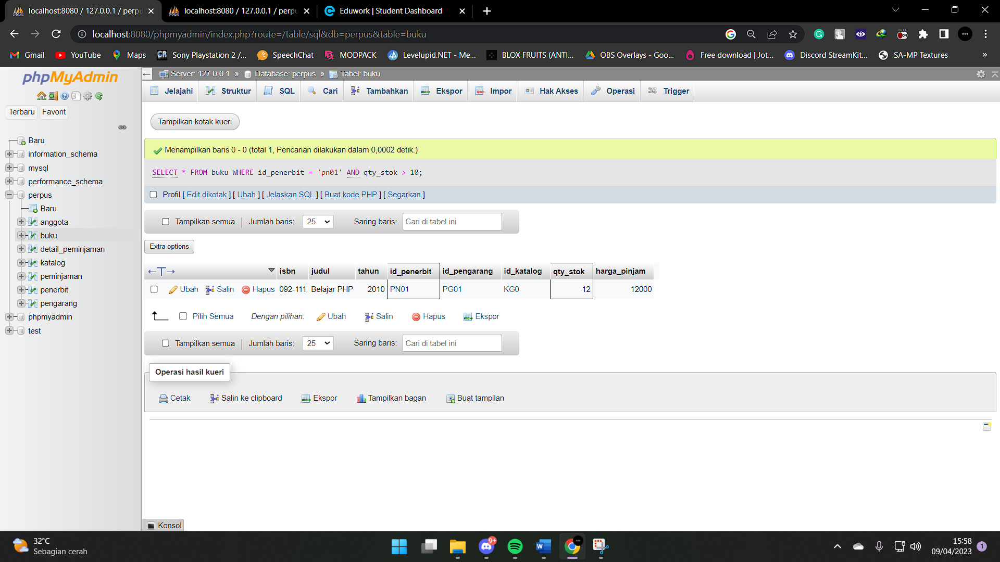 localhost:8080 / 127.0.0.1 / perpu
localhost:8080 / 127.0.0.1 / perpu
Eduwork | Student Dashboard
localhost:8080/phpmyadmin/index.php?route=/table/sql&db=perpus&table=buku
Gmail
YouTube
Maps
Sony Playstation 2 /...
SpeechChat
MODPACK
Levelupid.NET - Me...
BLOX FRUITS (ANTI...
OBS Overlays - Goo...
Free download | Jot...
Discord StreamKit...
SA-MP Textures
»
phpMyAdmin
Terbaru
Favorit
Baru
information_schema
mysql
performance_schema
perpus
Baru
anggota
buku
detail_peminjaman
katalog
peminjaman
penerbit
pengarang
phpmyadmin
test
Server: 127.0.0.1 » Database: perpus » Tabel: buku
Jelajahi
Struktur
SQL
Cari
Tambahkan
Ekspor
Impor
Hak Akses
Operasi
Trigger
Tampilkan kotak kueri
Menampilkan baris 0 - 0 (total 1, Pencarian dilakukan dalam 0,0002 detik.)
SELECT * FROM buku WHERE id_penerbit = 'pn01' AND qty_stok > 10;
Profil [ Edit dikotak ] [ Ubah ] [ Jelaskan SQL ] [ Buat kode PHP ] [ Segarkan ]
Tampilkan semua | Jumlah baris: 25 Saring baris: Cari di tabel ini
Extra options
←T→ isbn judul tahun id_penerbit id_pengarang id_katalog qty_stok harga_pinjam
Ubah Salin Hapus 092-111 Belajar PHP 2010 PN01 PG01 KG0 12 12000
Pilih Semua Dengan pilihan: Ubah Salin Hapus Ekspor
Tampilkan semua | Jumlah baris: 25 Saring baris: Cari di tabel ini
Operasi hasil kueri
Cetak
Salin ke clipboard
Ekspor
Tampilkan bagan
Buat tampilan
Konsol
32°C
Sebagian cerah
9+
15:58
09/04/2023
1